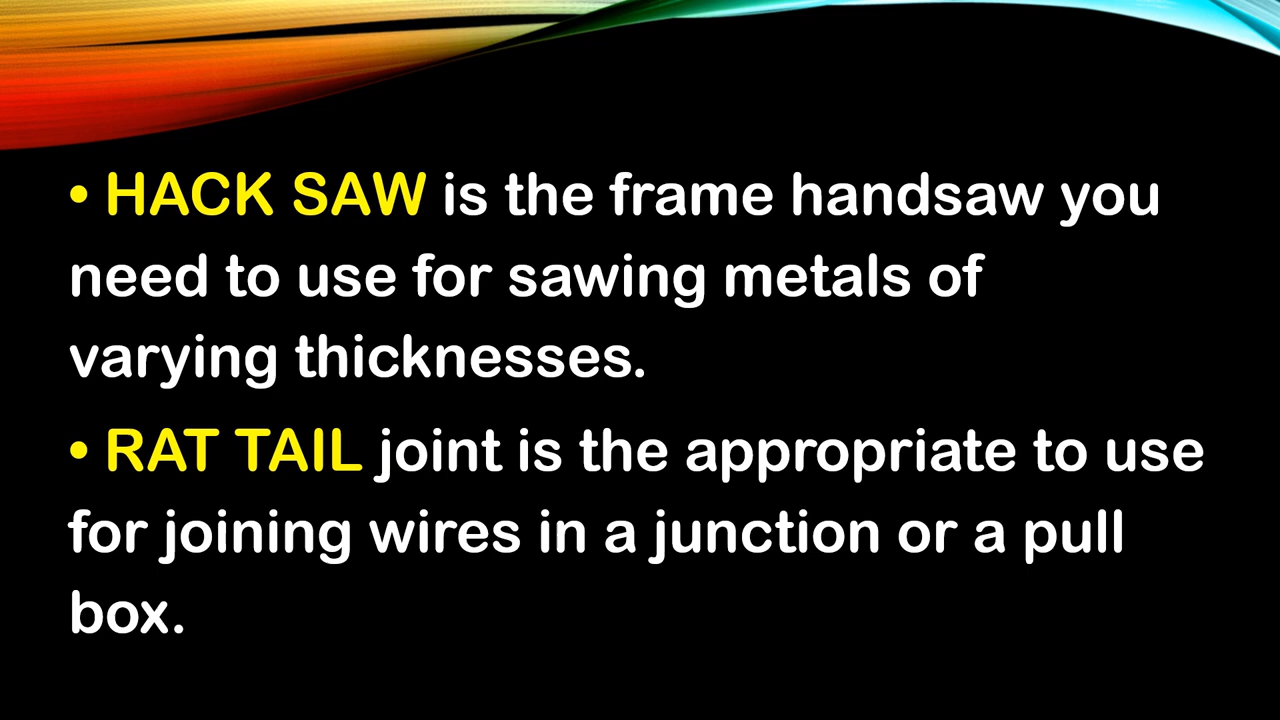 • HACK SAW is the frame handsaw you
need to use for sawing metals of
varying thicknesses.
• RAT TAIL joint is the appropriate to use
for joining wires in a junction or a pull
box.